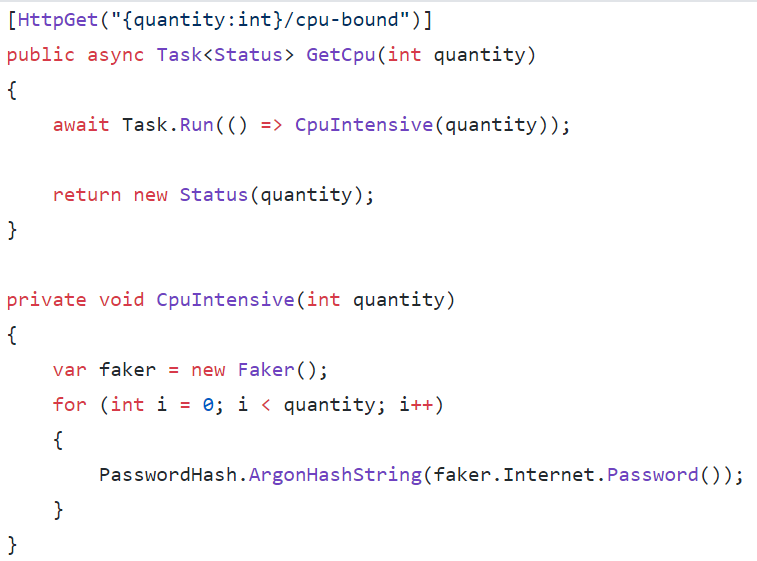 [HttpGet("{quantity:int}/cpu-bound")]
public async Task<Status> GetCpu(int quantity)
{
    await Task.Run(() => CpuIntensive(quantity));

    return new Status(quantity);
}

private void CpuIntensive(int quantity)
{
    var faker = new Faker();
    for (int i = 0; i < quantity; i++)
    {
        PasswordHash.ArgonHashString(faker.Internet.Password());
    }
}